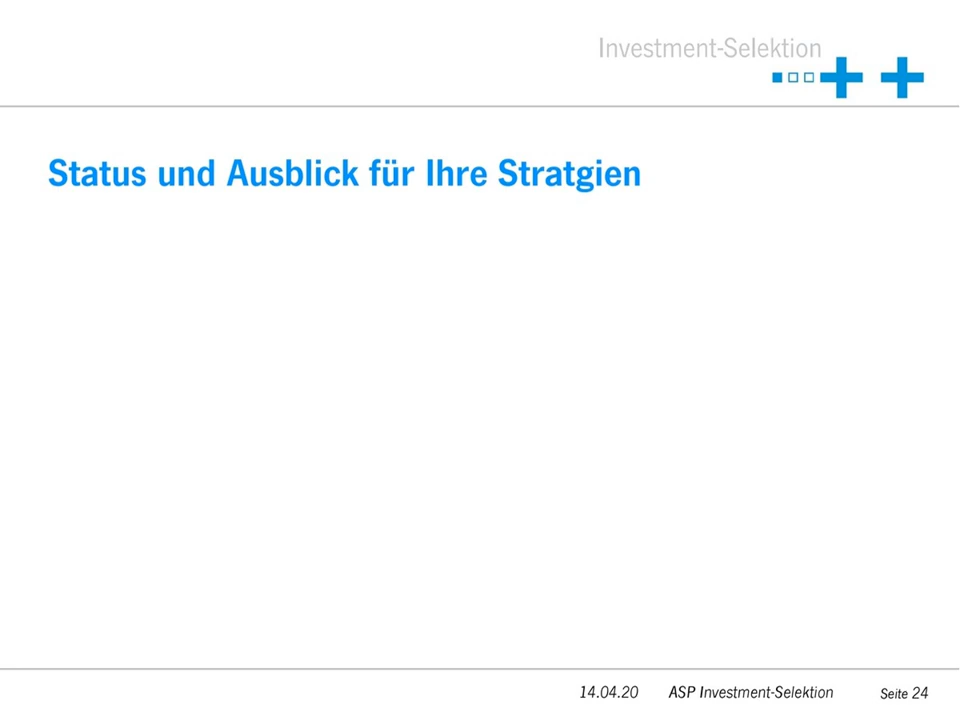 Investment-Selektion
Status und Ausblick für Ihre Stratgien
14.04.20 ASP Investment-Selektion Seite 24